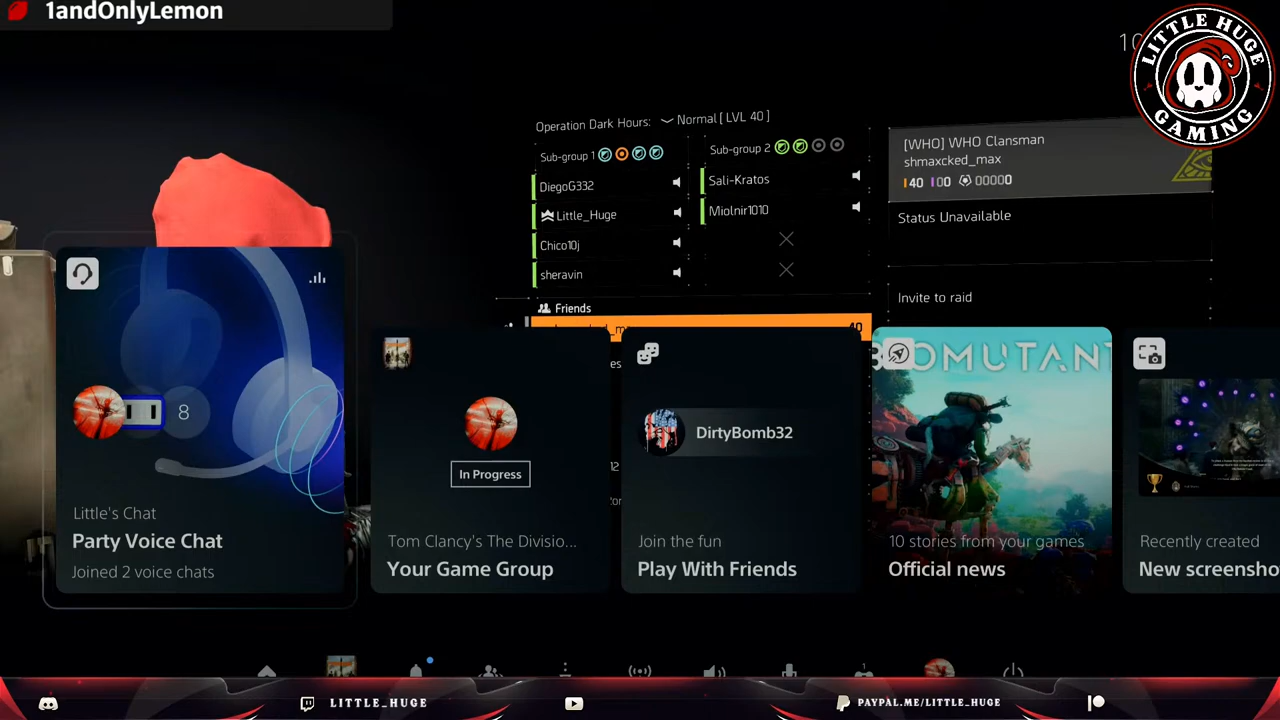 1andOnlyLemon
LITTLE HUGE
GAMING
Operation Dark Hours: Normal [ LVL 40 ]
Sub-group 1
DiegoG332
Little_Huge
Chico10j
sheravin
Sub-group 2
Sali-Kratos
Miolnir1010
[WHO] WHO Clansman
shmaxcked_max
40 00 00000
Status Unavailable
Invite to raid
Friends
40
8
Little's Chat
Party Voice Chat
Joined 2 voice chats
In Progress
Tom Clancy's The Divisio...
Your Game Group
DirtyBomb32
Join the fun
Play With Friends
BIOMUTANT
10 stories from your games
Official news
Recently created
New screensho
1
LITTLE_HUGE
PAYPAL.ME/LITTLE_HUGE